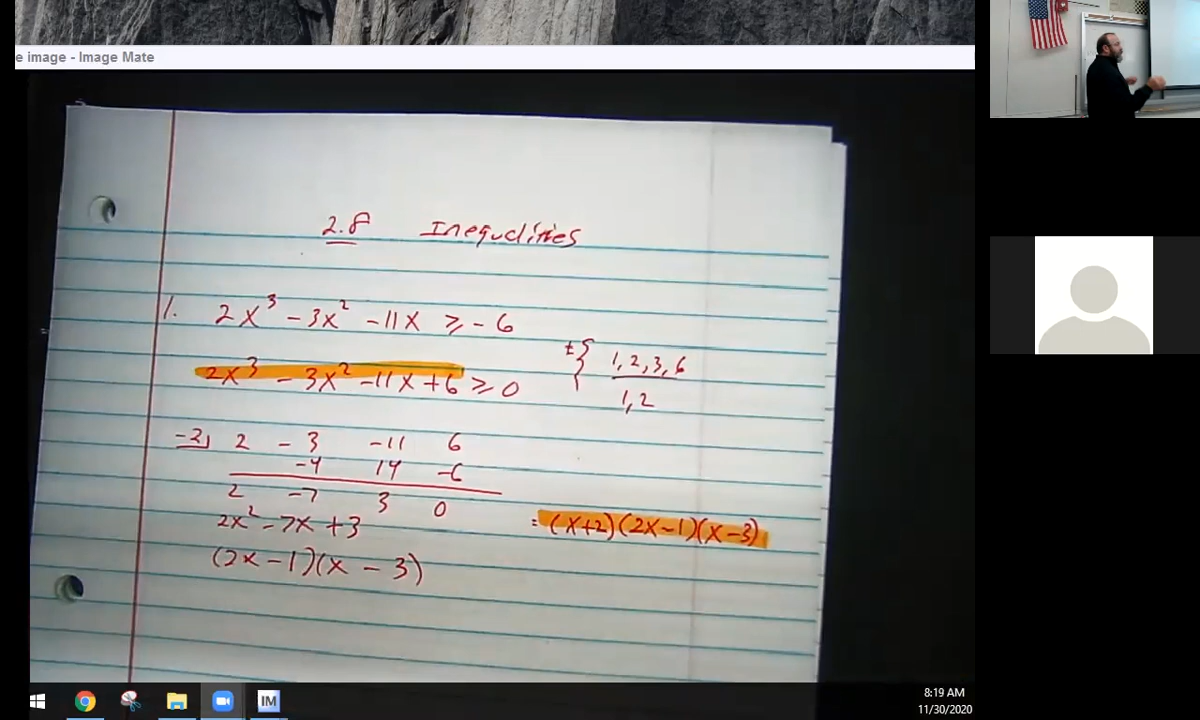 e image - Image Mate
2.8 Inequalities
1. 2x³ - 3x² - 11x ≥ -6
2x³ - 3x² - 11x + 6 ≥ 0
± { 1, 2, 3, 6
1, 2
-2⌋ 2 -3 -11 6
-4 14 -6
2 -7 3 0
2x² - 7x + 3
= (x+2)(2x-1)(x-3)
(2x - 1)(x - 3)
IM
8:19 AM
11/30/2020